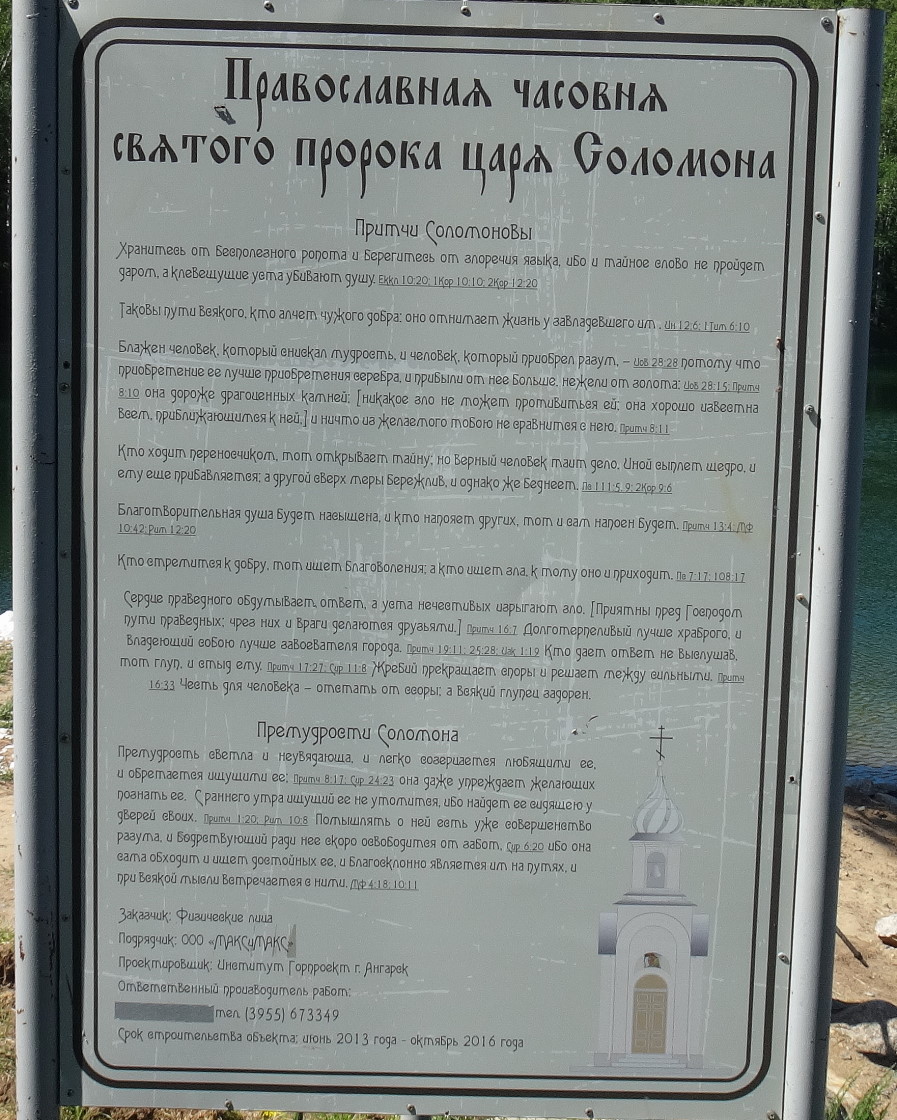 Православная часовня
святого пророка царя Соломона
Притчи Соломоновы
Хранитесь от бесполезного ропота и берегитесь от злоречия языка, ибо и тайное слово не пройдет
даром, а клевещущие уста убивают душу. Еккл 10:20; 1Кор 10:10; 2Кор 12:20
Таковы пути всякого, кто алчет чужого добра: оно отнимает жизнь у завладевшего им . Ин 12:6; 1Тим 6:10
Блажен человек, который снискал мудрость, и человек, который приобрел разум, – Иов 28:28 потому что
приобретение ее лучше приобретения серебра, и прибыли от нее больше, нежели от золота: Иов 28:15; Притч
8:10 она дороже драгоценных камней; [никакое зло не может противиться ей; она хорошо известна
всем, приближающимся к ней,] и ничто из желаемого тобою не сравнится с нею. Притч 8:11
Кто ходит переносчиком, тот открывает тайну; но верный человек таит дело. Иной сыплет щедро, и
ему еще прибавляется; а другой сверх меры бережлив, и однако же беднеет. Пс 111:5, 9; 2Кор 9:6
Благотворительная душа будет насыщена, и кто напояет других, тот и сам напоен будет. Притч 13:4; Мф
10:42; Рим 12:20
Кто стремится к добру, тот ищет благоволения; а кто ищет зла, к тому оно и приходит. Пс 7:17; 108:17
Сердце праведного обдумывает ответ, а уста нечестивых изрыгают зло. [Приятны пред Господом
пути праведных; чрез них и враги делаются друзьями.] Притч 16:7 Долготерпеливый лучше храброго, и
владеющий собою лучше завоевателя города. Притч 19:11; 25:28; Иак 1:19 Кто дает ответ не выслушав,
тот глуп, и стыд ему. Притч 17:27; Сир 11:8 Жребий прекращает споры и решает между сильными. Притч
16:33 Честь для человека – отстать от ссоры; а всякий глупец задорен.
Премудрости Соломона
Премудрость светла и неувядающа, и легко созерцается любящими ее,
и обретается ищущими ее; Притч 8:17; Сир 24:23 она даже упреждает желающих
познать ее. С раннего утра ищущий ее не утомится, ибо найдет ее сидящею у
дверей своих. Притч 1:20; Рим 10:8 Помышлять о ней есть уже совершенство
разума, и бодрствующий ради нее скоро освободится от забот, Сир 6:20 ибо она
сама обходит и ищет достойных ее, и благосклонно является им на путях, и
при всякой мысли встречается с ними. Мф 4:18; 10:11
Заказчик: Физические лица
Подрядчик: ООО «МАКСиМАКС»
Проектировщик: Институт Горпроект г. Ангарск
Ответственный производитель работ:
тел. (3955) 673349
Срок строительства объекта; июнь 2013 года - октябрь 2016 года